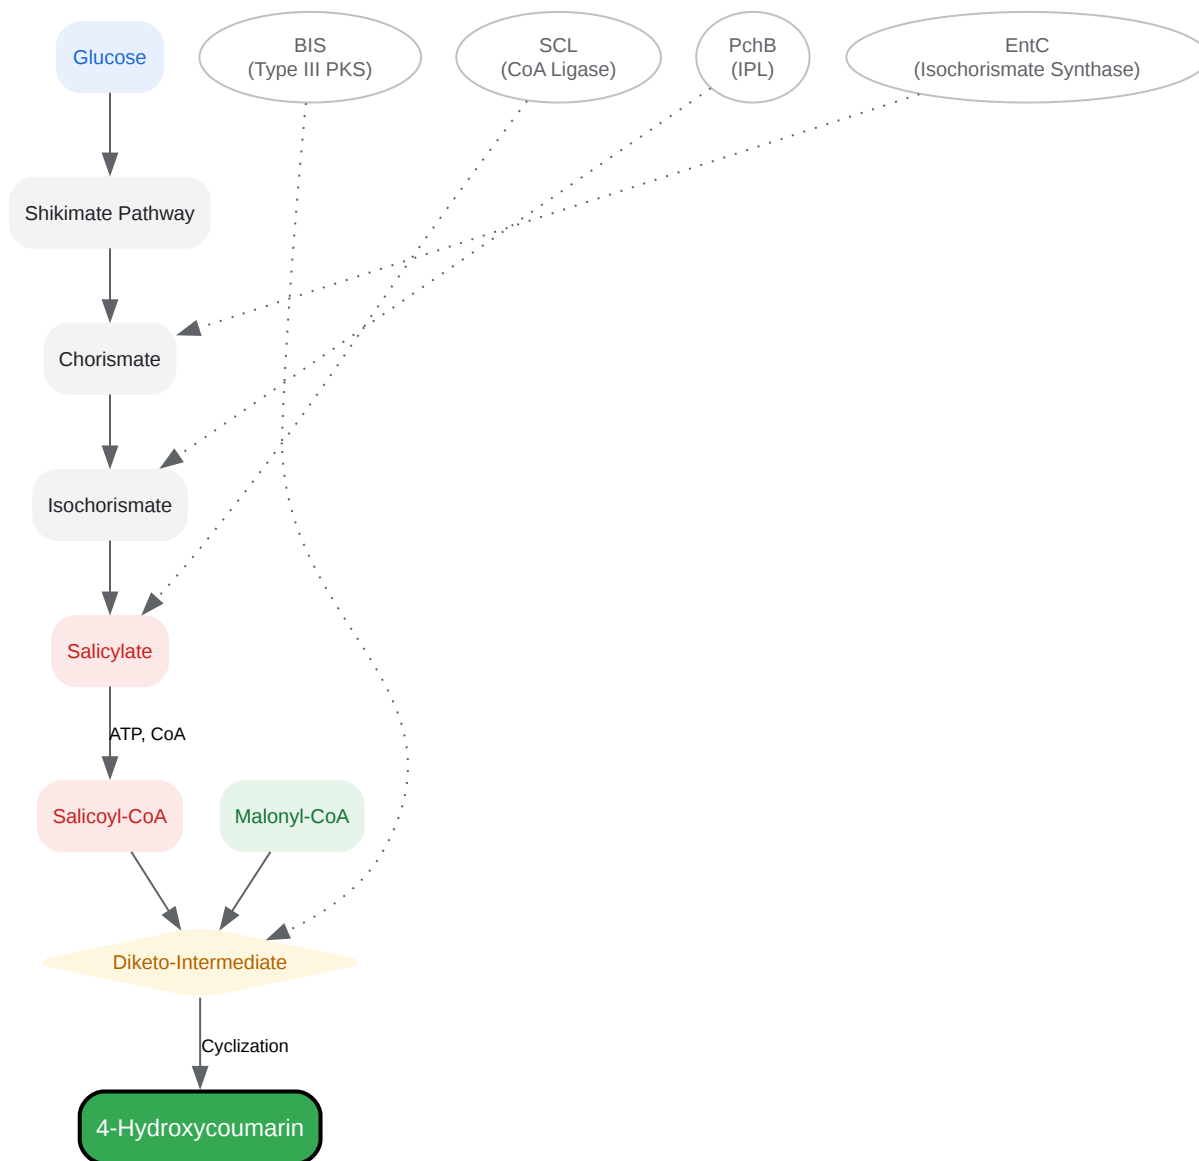 Glucose
BIS
(Type III PKS)
SCL
(CoA Ligase)
PchB
(IPL)
EntC
(Isochorismate Synthase)
Shikimate Pathway
Chorismate
Isochorismate
Salicylate
ATP, CoA
Salicoyl-CoA
Malonyl-CoA
Diketo-Intermediate
Cyclization
4-Hydroxycoumarin